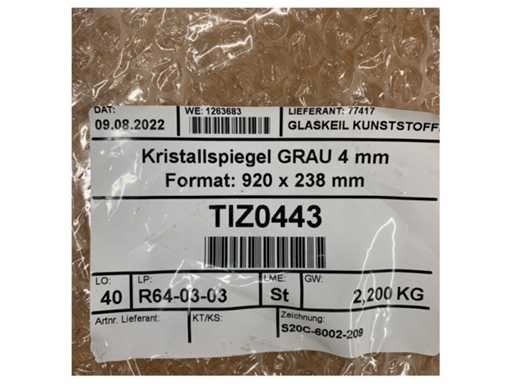 DAT: WE: 1263683 LIEFERANT: 77417
09.08.2022 GLASKEIL KUNSTSTOFF
Kristallspiegel GRAU 4 mm
Format: 920 x 238 mm
TIZ0443
LO: LP: LME: GW:
40 R64-03-03 St 2,200 KG
Artnr. Lieferant: KT/KS: Zeichnung:
S20C-6002-209